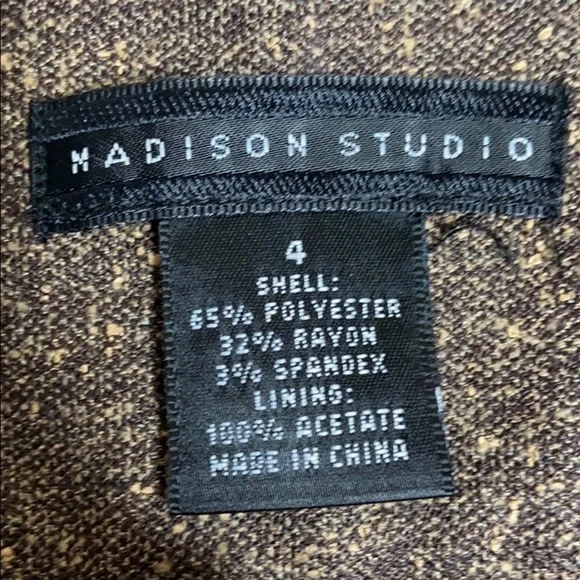 MADISON STUDIO
4
SHELL:
65% POLYESTER
32% RAYON
3% SPANDEX
LINING:
100% ACETATE
MADE IN CHINA